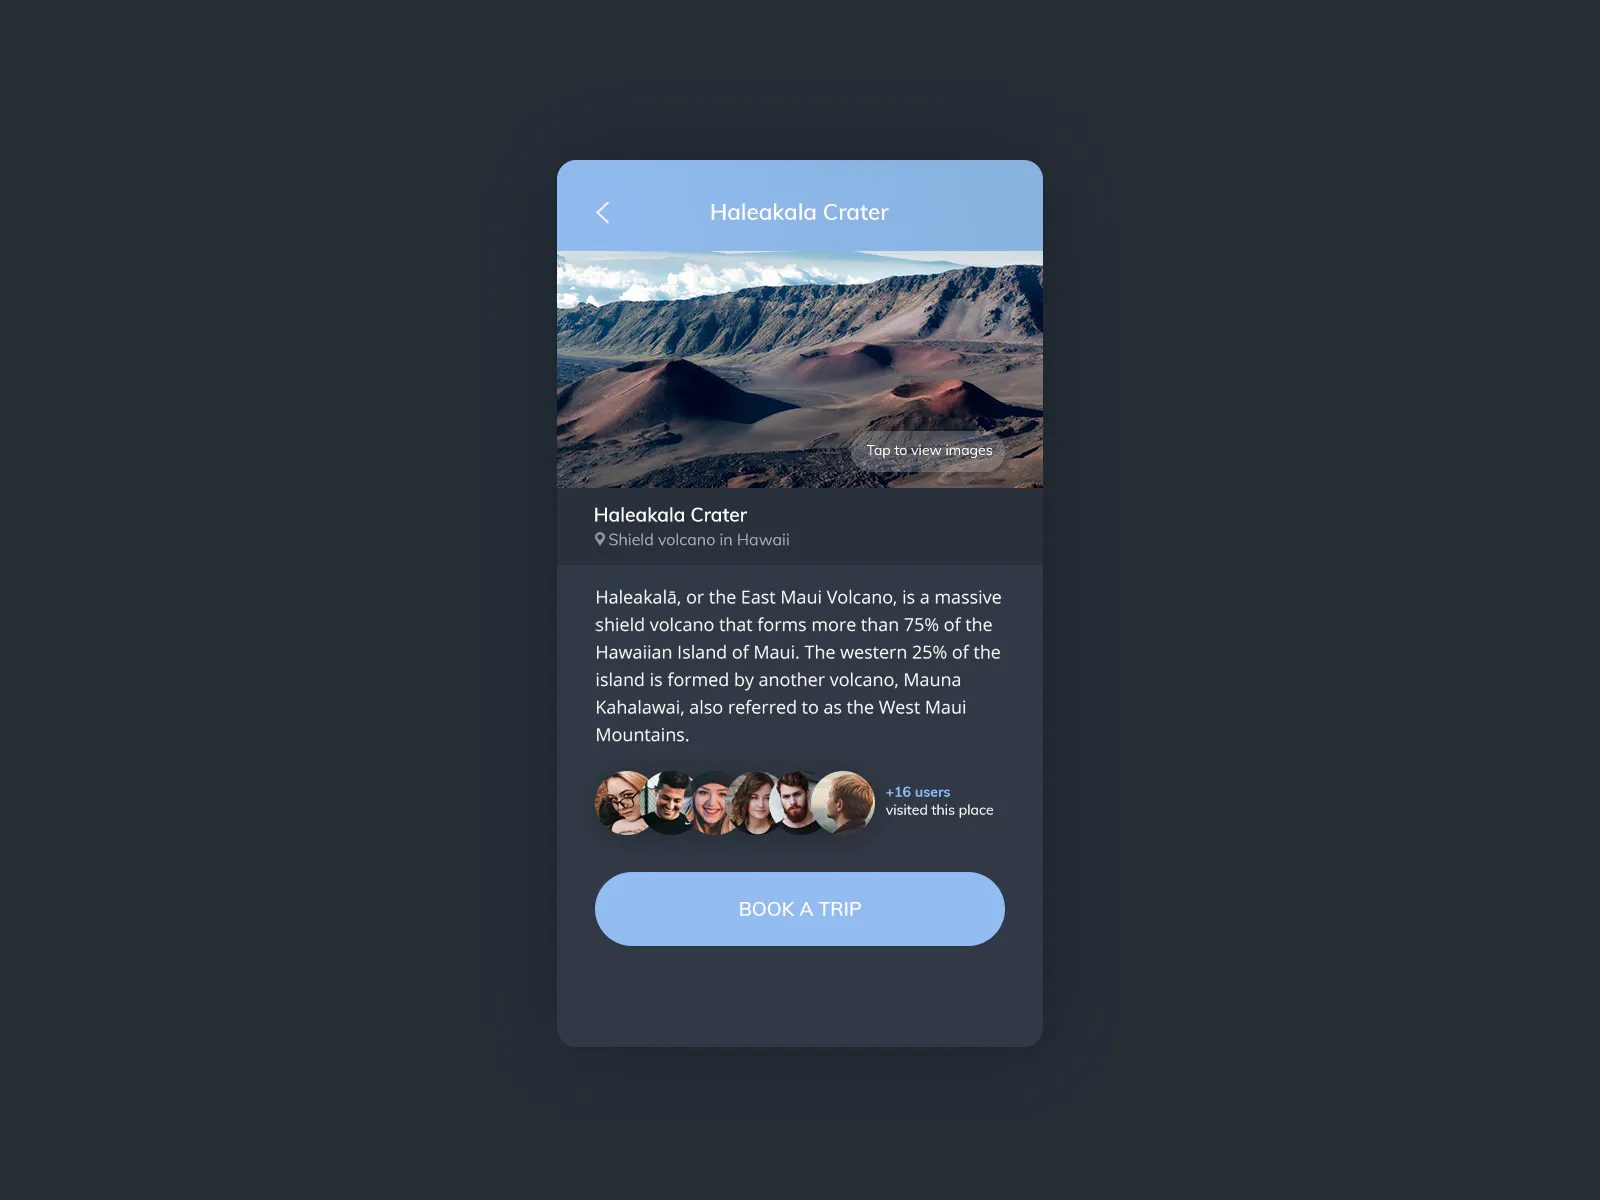 Haleakala Crater
Tap to view images
Haleakala Crater
Shield volcano in Hawaii
Haleakalā, or the East Maui Volcano, is a massive
shield volcano that forms more than 75% of the
Hawaiian Island of Maui. The western 25% of the
island is formed by another volcano, Mauna
Kahalawai, also referred to as the West Maui
Mountains.
+16 users
visited this place
BOOK A TRIP